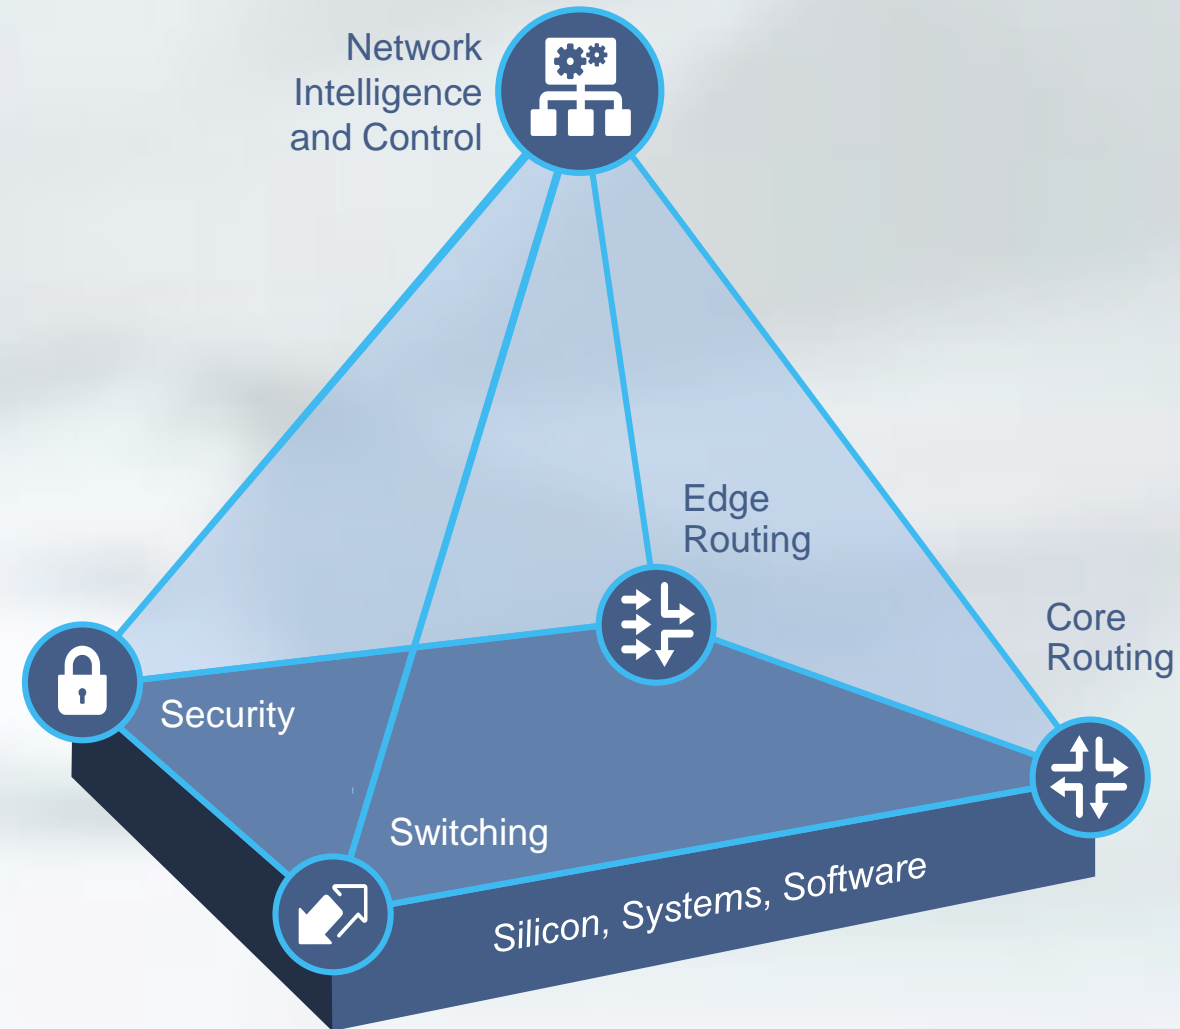 Network
Intelligence
and Control
Edge
Routing
Core
Routing
Security
Switching
Silicon, Systems, Software